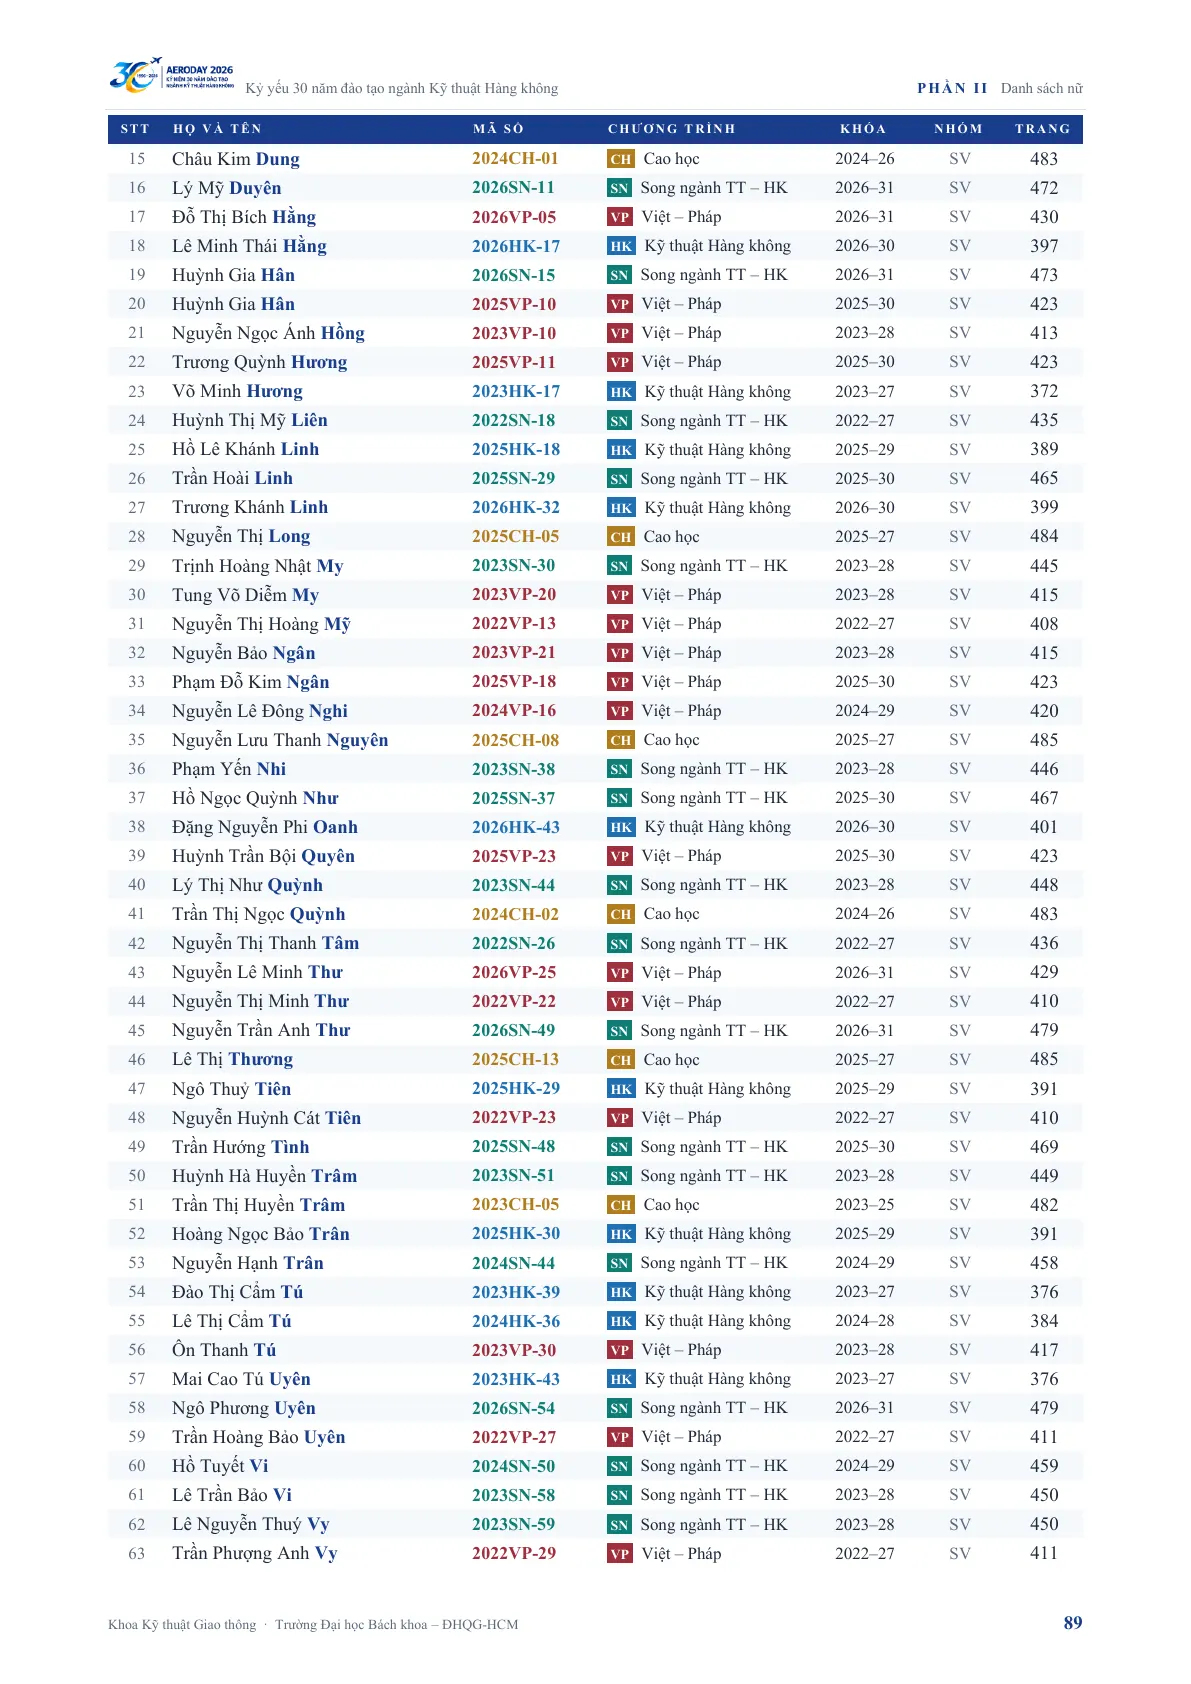 30 1996 - 2026 AERODAY 2026
KỶ NIỆM 30 NĂM ĐÀO TẠO
NGÀNH KỸ THUẬT HÀNG KHÔNG
Kỷ yếu 30 năm đào tạo ngành Kỹ thuật Hàng không PHẦN II Danh sách nữ
STT HỌ VÀ TÊN MÃ SỐ CHƯƠNG TRÌNH KHÓA NHÓM TRANG
15 Châu Kim Dung 2024CH-01 CH Cao học 2024–26 SV 483
16 Lý Mỹ Duyên 2026SN-11 SN Song ngành TT – HK 2026–31 SV 472
17 Đỗ Thị Bích Hằng 2026VP-05 VP Việt – Pháp 2026–31 SV 430
18 Lê Minh Thái Hằng 2026HK-17 HK Kỹ thuật Hàng không 2026–30 SV 397
19 Huỳnh Gia Hân 2026SN-15 SN Song ngành TT – HK 2026–31 SV 473
20 Huỳnh Gia Hân 2025VP-10 VP Việt – Pháp 2025–30 SV 423
21 Nguyễn Ngọc Ánh Hồng 2023VP-10 VP Việt – Pháp 2023–28 SV 413
22 Trương Quỳnh Hương 2025VP-11 VP Việt – Pháp 2025–30 SV 423
23 Võ Minh Hương 2023HK-17 HK Kỹ thuật Hàng không 2023–27 SV 372
24 Huỳnh Thị Mỹ Liên 2022SN-18 SN Song ngành TT – HK 2022–27 SV 435
25 Hồ Lê Khánh Linh 2025HK-18 HK Kỹ thuật Hàng không 2025–29 SV 389
26 Trần Hoài Linh 2025SN-29 SN Song ngành TT – HK 2025–30 SV 465
27 Trương Khánh Linh 2026HK-32 HK Kỹ thuật Hàng không 2026–30 SV 399
28 Nguyễn Thị Long 2025CH-05 CH Cao học 2025–27 SV 484
29 Trịnh Hoàng Nhật My 2023SN-30 SN Song ngành TT – HK 2023–28 SV 445
30 Tung Võ Diễm My 2023VP-20 VP Việt – Pháp 2023–28 SV 415
31 Nguyễn Thị Hoàng Mỹ 2022VP-13 VP Việt – Pháp 2022–27 SV 408
32 Nguyễn Bảo Ngân 2023VP-21 VP Việt – Pháp 2023–28 SV 415
33 Phạm Đỗ Kim Ngân 2025VP-18 VP Việt – Pháp 2025–30 SV 423
34 Nguyễn Lê Đông Nghi 2024VP-16 VP Việt – Pháp 2024–29 SV 420
35 Nguyễn Lưu Thanh Nguyên 2025CH-08 CH Cao học 2025–27 SV 485
36 Phạm Yến Nhi 2023SN-38 SN Song ngành TT – HK 2023–28 SV 446
37 Hồ Ngọc Quỳnh Như 2025SN-37 SN Song ngành TT – HK 2025–30 SV 467
38 Đặng Nguyễn Phi Oanh 2026HK-43 HK Kỹ thuật Hàng không 2026–30 SV 401
39 Huỳnh Trần Bội Quyên 2025VP-23 VP Việt – Pháp 2025–30 SV 423
40 Lý Thị Như Quỳnh 2023SN-44 SN Song ngành TT – HK 2023–28 SV 448
41 Trần Thị Ngọc Quỳnh 2024CH-02 CH Cao học 2024–26 SV 483
42 Nguyễn Thị Thanh Tâm 2022SN-26 SN Song ngành TT – HK 2022–27 SV 436
43 Nguyễn Lê Minh Thư 2026VP-25 VP Việt – Pháp 2026–31 SV 429
44 Nguyễn Thị Minh Thư 2022VP-22 VP Việt – Pháp 2022–27 SV 410
45 Nguyễn Trần Anh Thư 2026SN-49 SN Song ngành TT – HK 2026–31 SV 479
46 Lê Thị Thương 2025CH-13 CH Cao học 2025–27 SV 485
47 Ngô Thuỷ Tiên 2025HK-29 HK Kỹ thuật Hàng không 2025–29 SV 391
48 Nguyễn Huỳnh Cát Tiên 2022VP-23 VP Việt – Pháp 2022–27 SV 410
49 Trần Hướng Tình 2025SN-48 SN Song ngành TT – HK 2025–30 SV 469
50 Huỳnh Hà Huyền Trâm 2023SN-51 SN Song ngành TT – HK 2023–28 SV 449
51 Trần Thị Huyền Trâm 2023CH-05 CH Cao học 2023–25 SV 482
52 Hoàng Ngọc Bảo Trân 2025HK-30 HK Kỹ thuật Hàng không 2025–29 SV 391
53 Nguyễn Hạnh Trân 2024SN-44 SN Song ngành TT – HK 2024–29 SV 458
54 Đào Thị Cẩm Tú 2023HK-39 HK Kỹ thuật Hàng không 2023–27 SV 376
55 Lê Thị Cẩm Tú 2024HK-36 HK Kỹ thuật Hàng không 2024–28 SV 384
56 Ôn Thanh Tú 2023VP-30 VP Việt – Pháp 2023–28 SV 417
57 Mai Cao Tú Uyên 2023HK-43 HK Kỹ thuật Hàng không 2023–27 SV 376
58 Ngô Phương Uyên 2026SN-54 SN Song ngành TT – HK 2026–31 SV 479
59 Trần Hoàng Bảo Uyên 2022VP-27 VP Việt – Pháp 2022–27 SV 411
60 Hồ Tuyết Vi 2024SN-50 SN Song ngành TT – HK 2024–29 SV 459
61 Lê Trần Bảo Vi 2023SN-58 SN Song ngành TT – HK 2023–28 SV 450
62 Lê Nguyễn Thuý Vy 2023SN-59 SN Song ngành TT – HK 2023–28 SV 450
63 Trần Phượng Anh Vy 2022VP-29 VP Việt – Pháp 2022–27 SV 411
Khoa Kỹ thuật Giao thông · Trường Đại học Bách khoa – ĐHQG-HCM 89